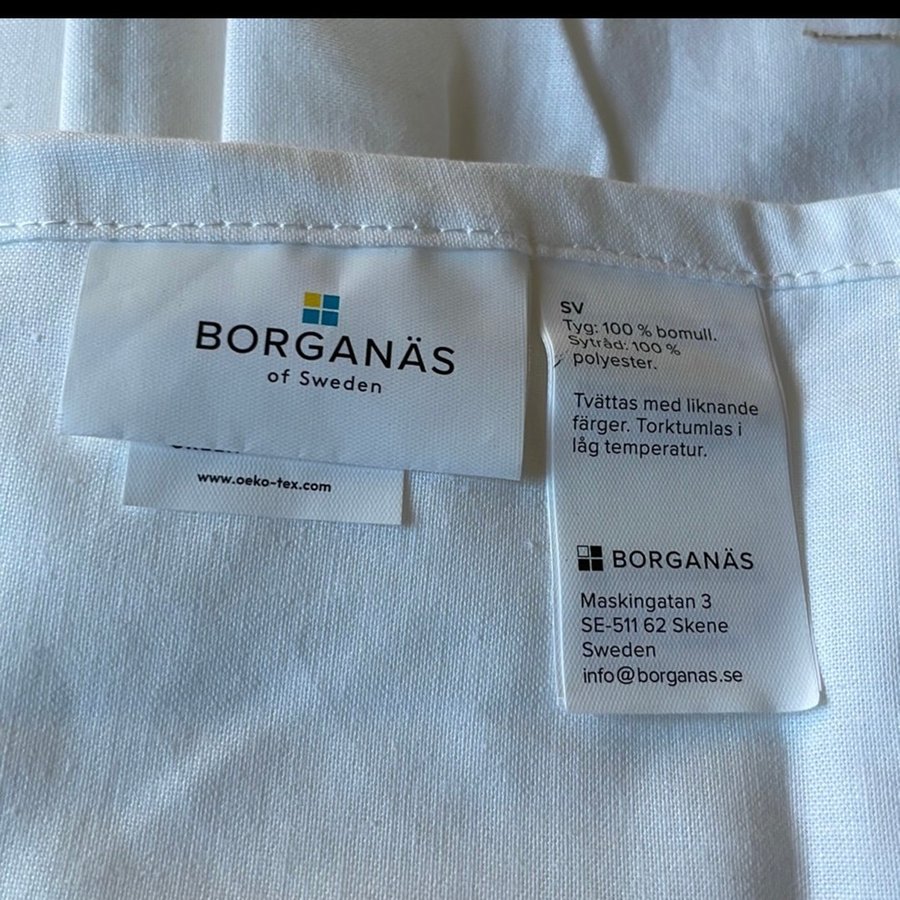 BORGANÄS
of Sweden
www.oeko-tex.com
SV
Tyg: 100 % bomull.
Sytråd: 100 %
polyester.
Tvättas med liknande
färger. Torktumlas i
låg temperatur.
BORGANÄS
Maskingatan 3
SE-511 62 Skene
Sweden
info@borganas.se